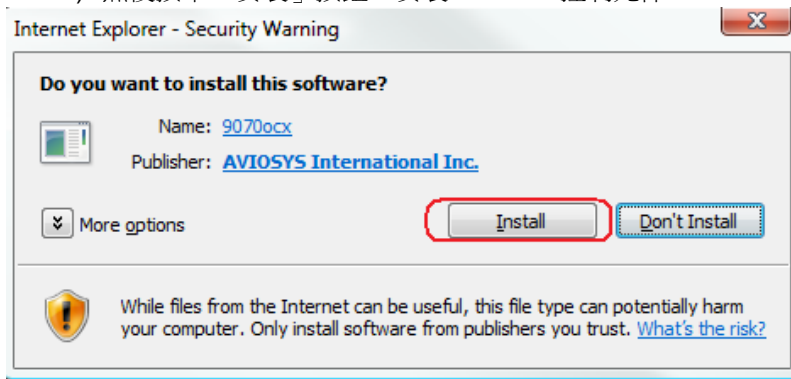 Internet Explorer - Security Warning
Do you want to install this software?
Name: 9070ocx
Publisher: AVIOSYS International Inc.
More options
Install
Don't Install
While files from the Internet can be useful, this file type can potentially harm
your computer. Only install software from publishers you trust. What's the risk?